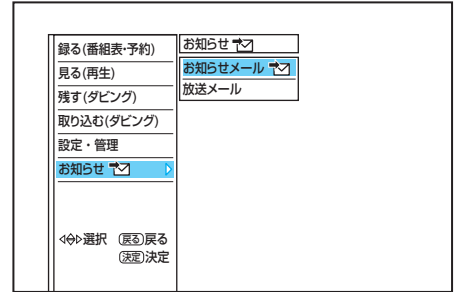 録る(番組表･予約)
見る(再生)
残す(ダビング)
取り込む(ダビング)
設定・管理
お知らせ
選択 戻る戻る
決定決定
お知らせ
お知らせメール
放送メール